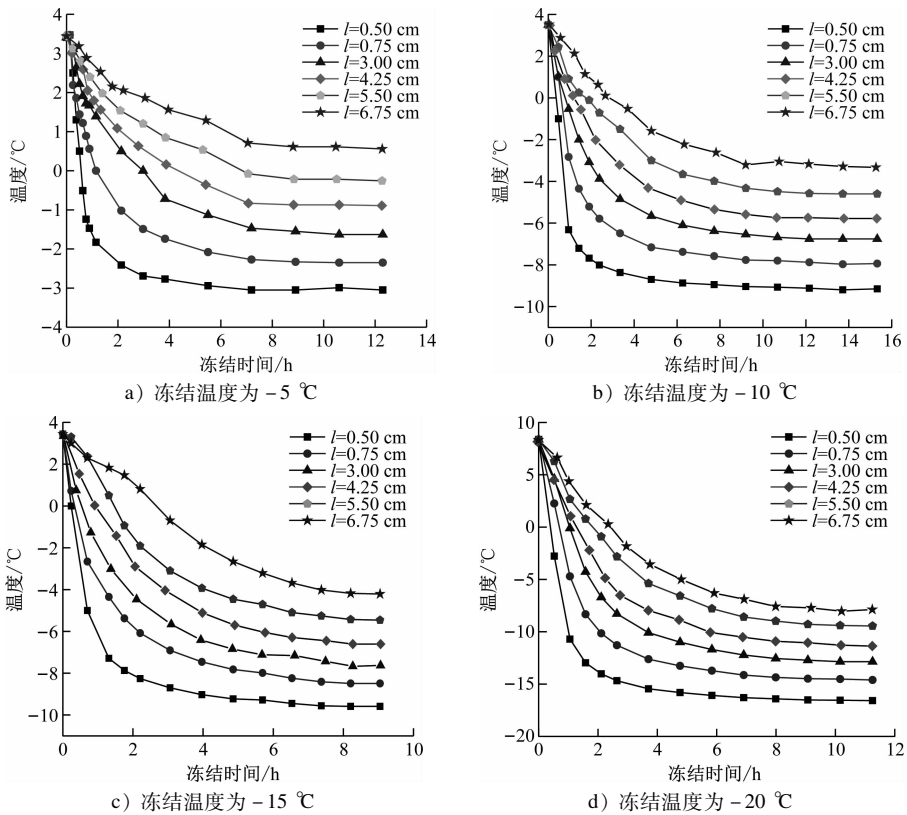 4
3
2
1
0
−1
−2
−3
−4
温度/℃
0 2 4 6 8 10 12 14
冻结时间/h
l=0.50 cm
l=0.75 cm
l=3.00 cm
l=4.25 cm
l=5.50 cm
l=6.75 cm
a）冻结温度为 −5 ℃
4
2
0
−2
−4
−6
−8
−10
温度/℃
0 2 4 6 8 10 12 14 16
冻结时间/h
l=0.50 cm
l=0.75 cm
l=3.00 cm
l=4.25 cm
l=5.50 cm
l=6.75 cm
b）冻结温度为 −10 ℃
4
2
0
−2
−4
−6
−8
−10
温度/℃
0 2 4 6 8 10
冻结时间/h
l=0.50 cm
l=0.75 cm
l=3.00 cm
l=4.25 cm
l=5.50 cm
l=6.75 cm
c）冻结温度为 −15 ℃
10
5
0
−5
−10
−15
−20
温度/℃
0 2 4 6 8 10 12
冻结时间/h
l=0.50 cm
l=0.75 cm
l=3.00 cm
l=4.25 cm
l=5.50 cm
l=6.75 cm
d）冻结温度为 −20 ℃